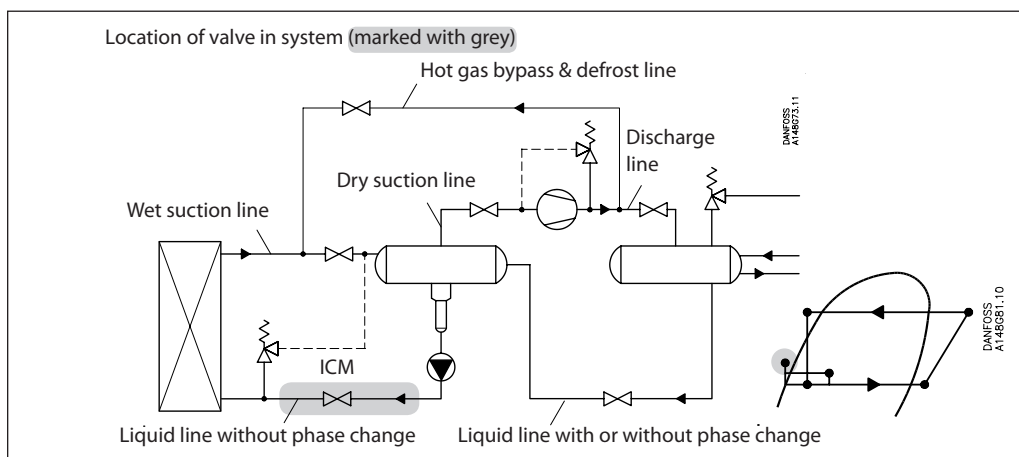 Location of valve in system (marked with grey)
Hot gas bypass & defrost line
DANFOSS
A148G73.11
Discharge
line
Dry suction line
Wet suction line
ICM
DANFOSS
A148G81.10
Liquid line without phase change
Liquid line with or without phase change